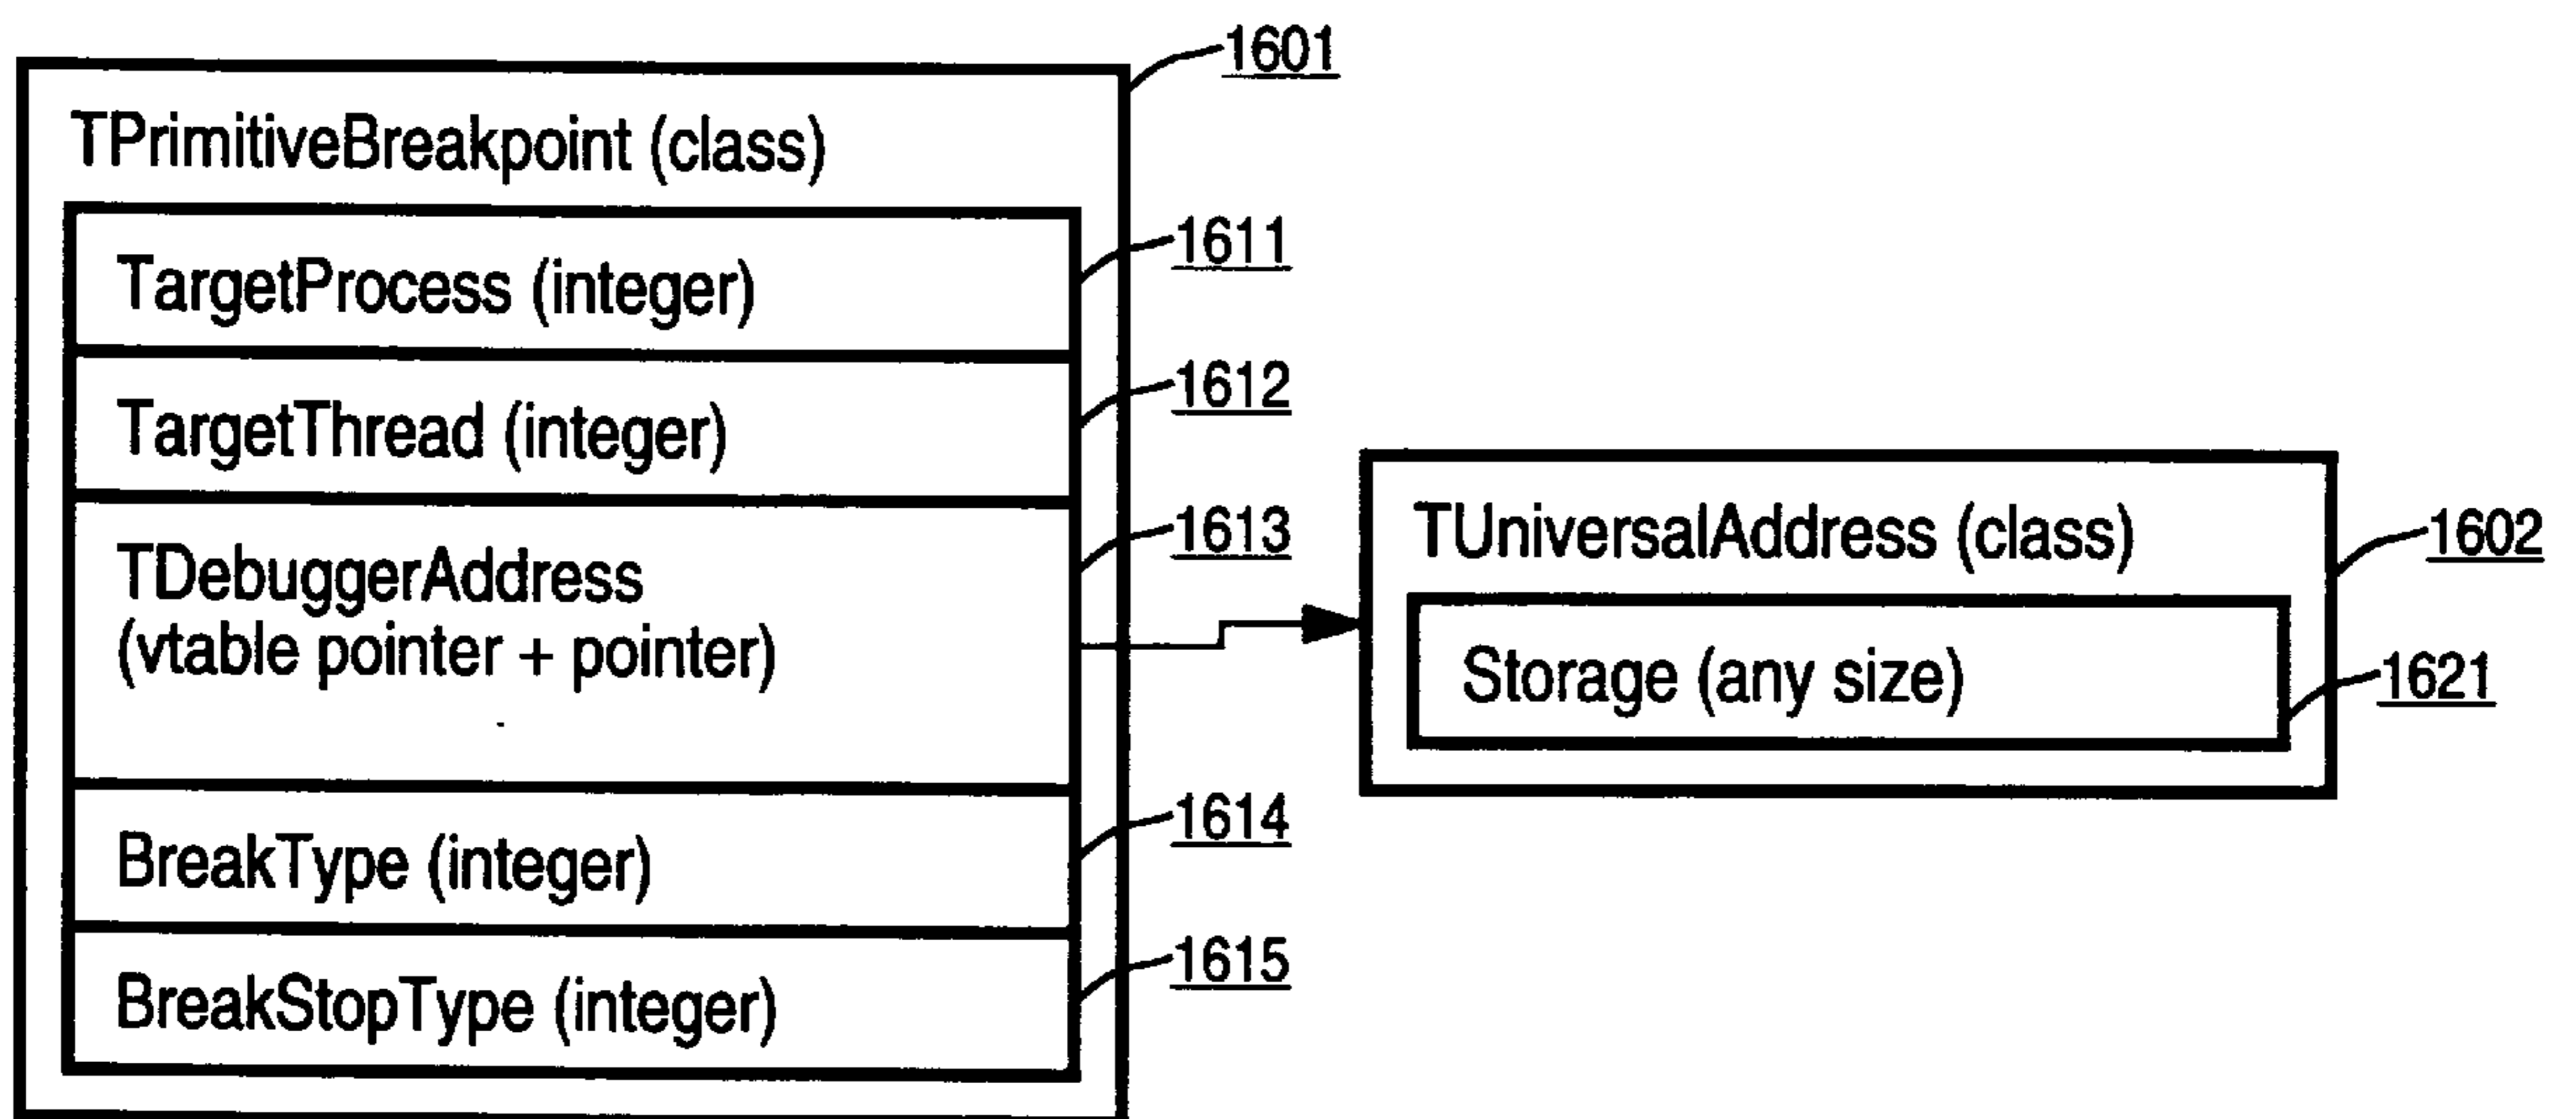 1601
TPrimitiveBreakpoint (class)
1611
TargetProcess (integer)
1612
TargetThread (integer)
1613
TDebuggerAddress
(vtable pointer + pointer)
1614
BreakType (integer)
1615
BreakStopType (integer)
TUniversalAddress (class)
1602
Storage (any size)
1621